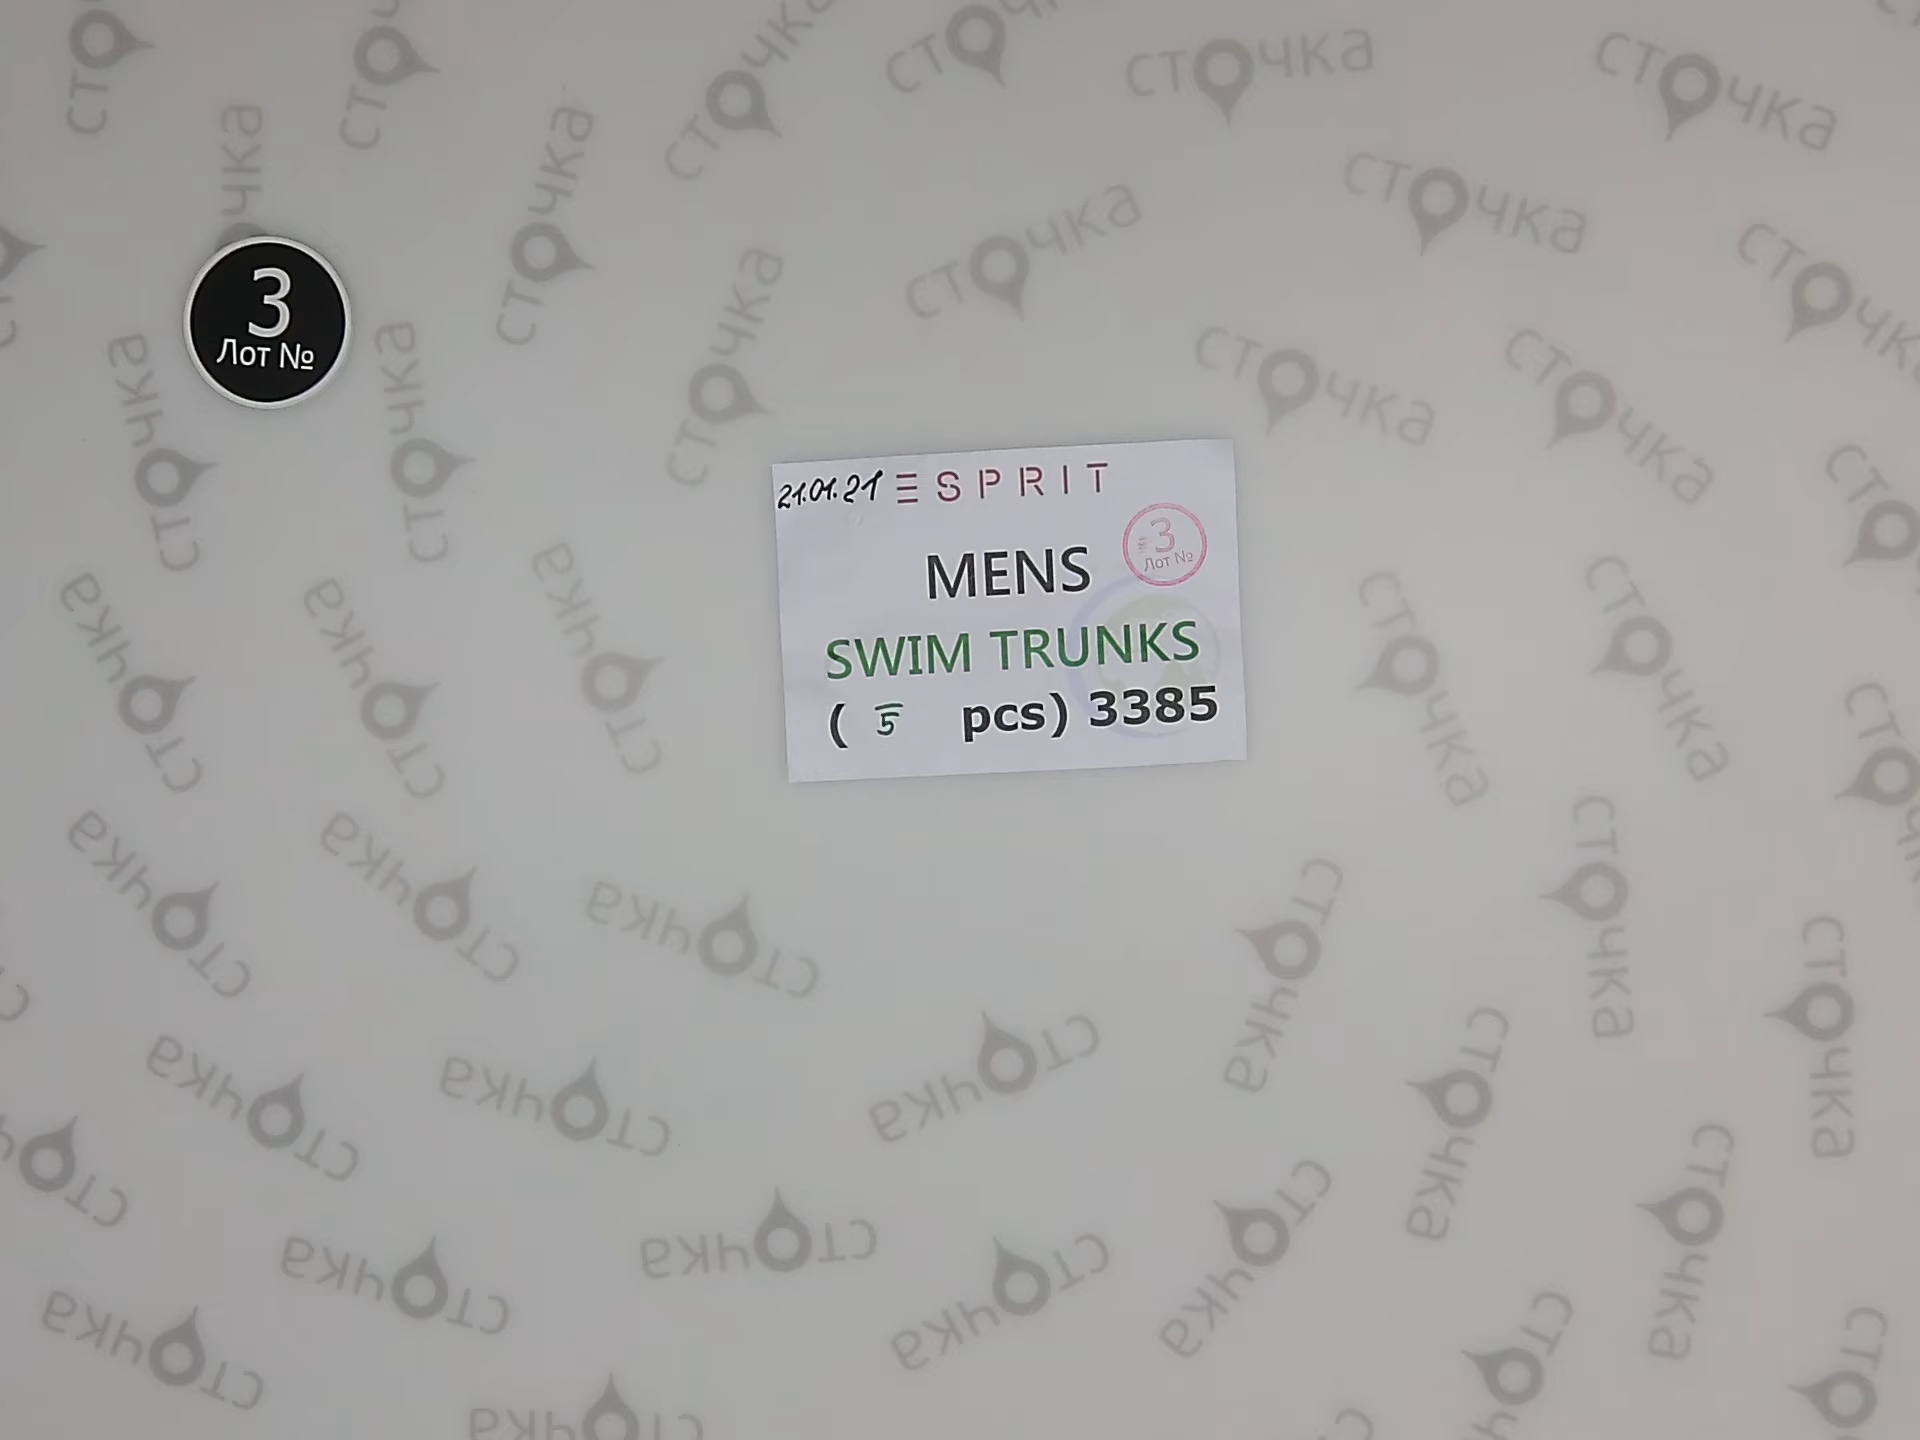 3
Лот №
21.01.21 ESPRIT
3
Лот №
MENS
SWIM TRUNKS
( 5 pcs) 3385
сточка